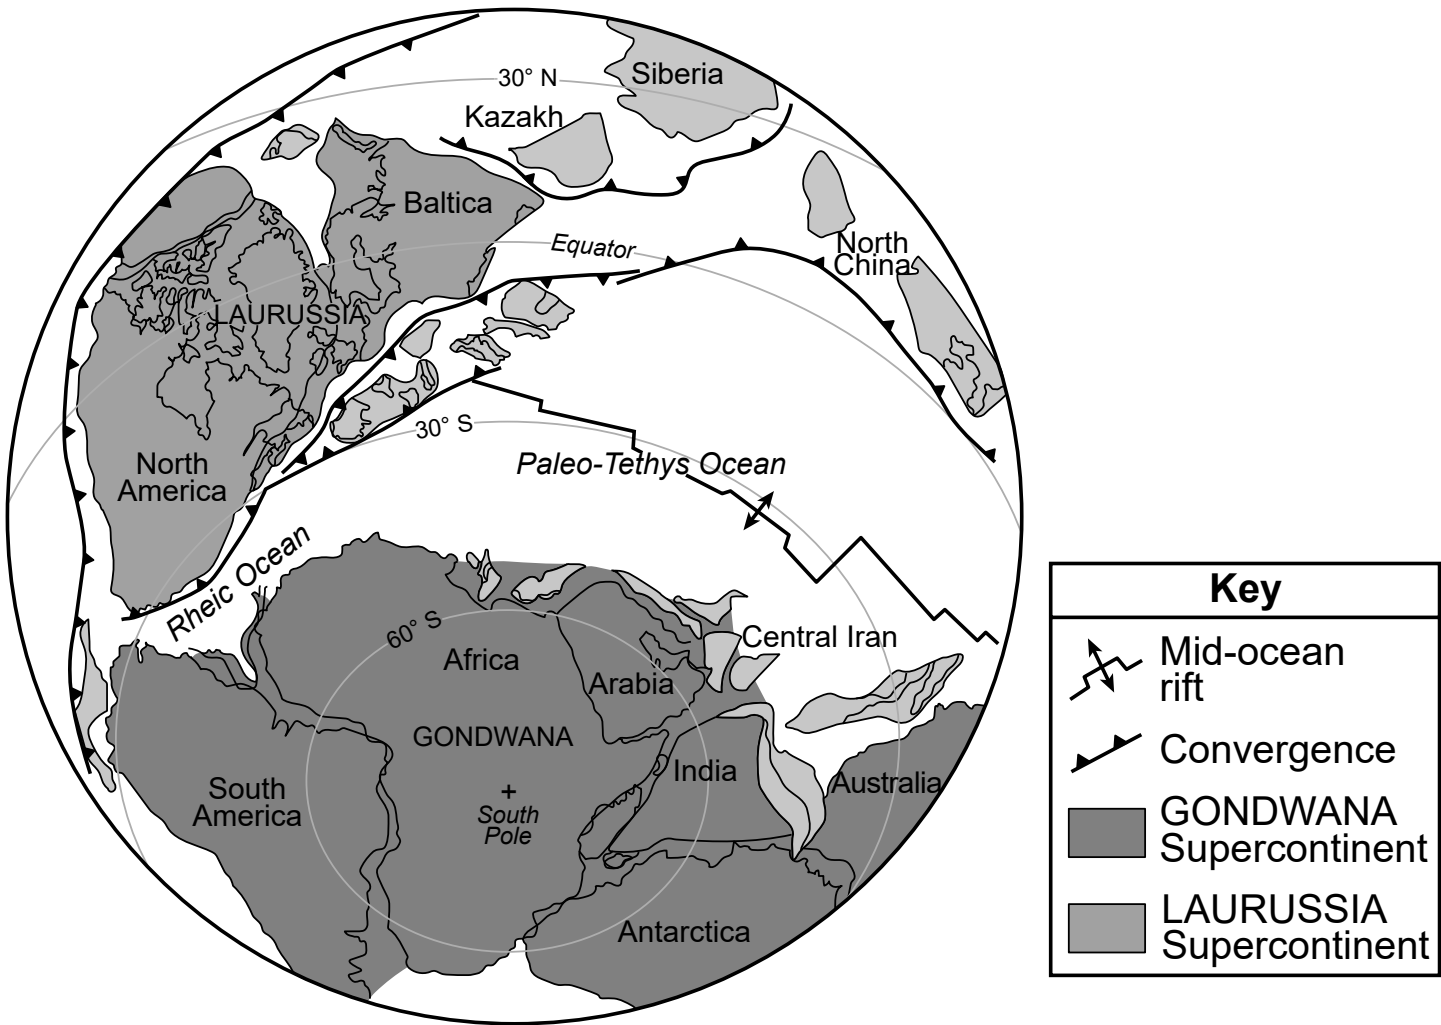 30° N
Siberia
Kazakh
Baltica
Equator
North
China
LAURUSSIA
30° S
North
America
Paleo-Tethys Ocean
Rheic Ocean
60° S
Africa
Central Iran
Arabia
GONDWANA
India
Australia
South
America
+
South
Pole
Antarctica
Key
Mid-ocean
rift
Convergence
GONDWANA
Supercontinent
LAURUSSIA
Supercontinent